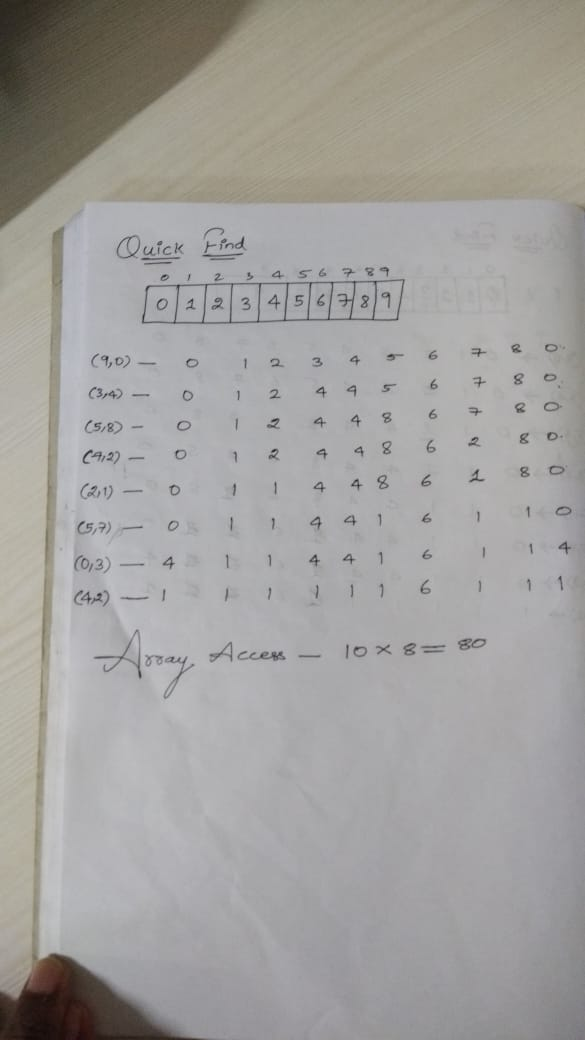 Quick Find
0 1 2 3 4 5 6 7 8 9
0 1 2 3 4 5 6 7 8 9
(9,0) — 0 1 2 3 4 5 6 7 8 0
(3,4) — 0 1 2 4 4 5 6 7 8 0
(5,8) — 0 1 2 4 4 8 6 7 8 0
(7,2) — 0 1 2 4 4 8 6 2 8 0
(2,1) — 0 1 1 4 4 8 6 1 8 0
(5,7) — 0 1 1 4 4 1 6 1 1 0
(0,3) — 4 1 1 4 4 1 6 1 1 4
(4,2) — 1 1 1 1 1 1 6 1 1 1
Array Access — 10 × 8 = 80